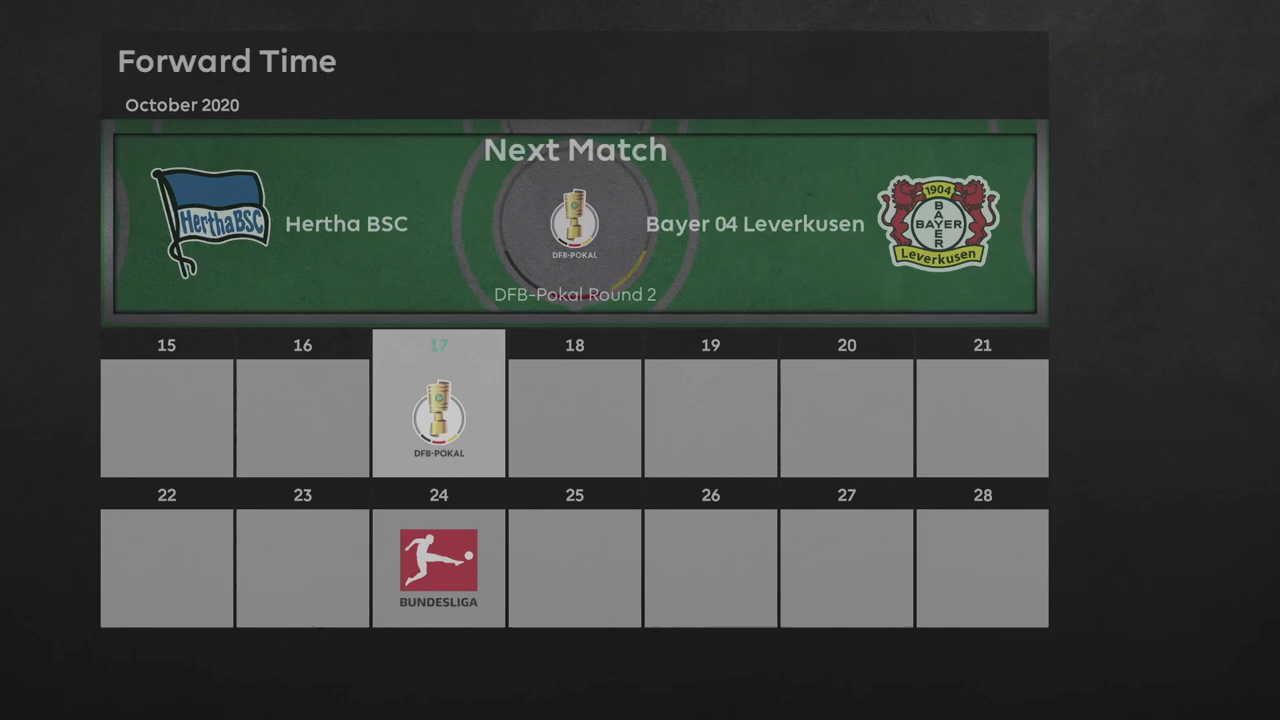 Forward Time
October 2020
Next Match
HerthaBSC
Hertha BSC
DFB-POKAL
Bayer 04 Leverkusen
1904
BAYER
BAYER
Leverkusen
DFB-Pokal Round 2
15 16 17 18 19 20 21
DFB-POKAL
22 23 24 25 26 27 28
BUNDESLIGA